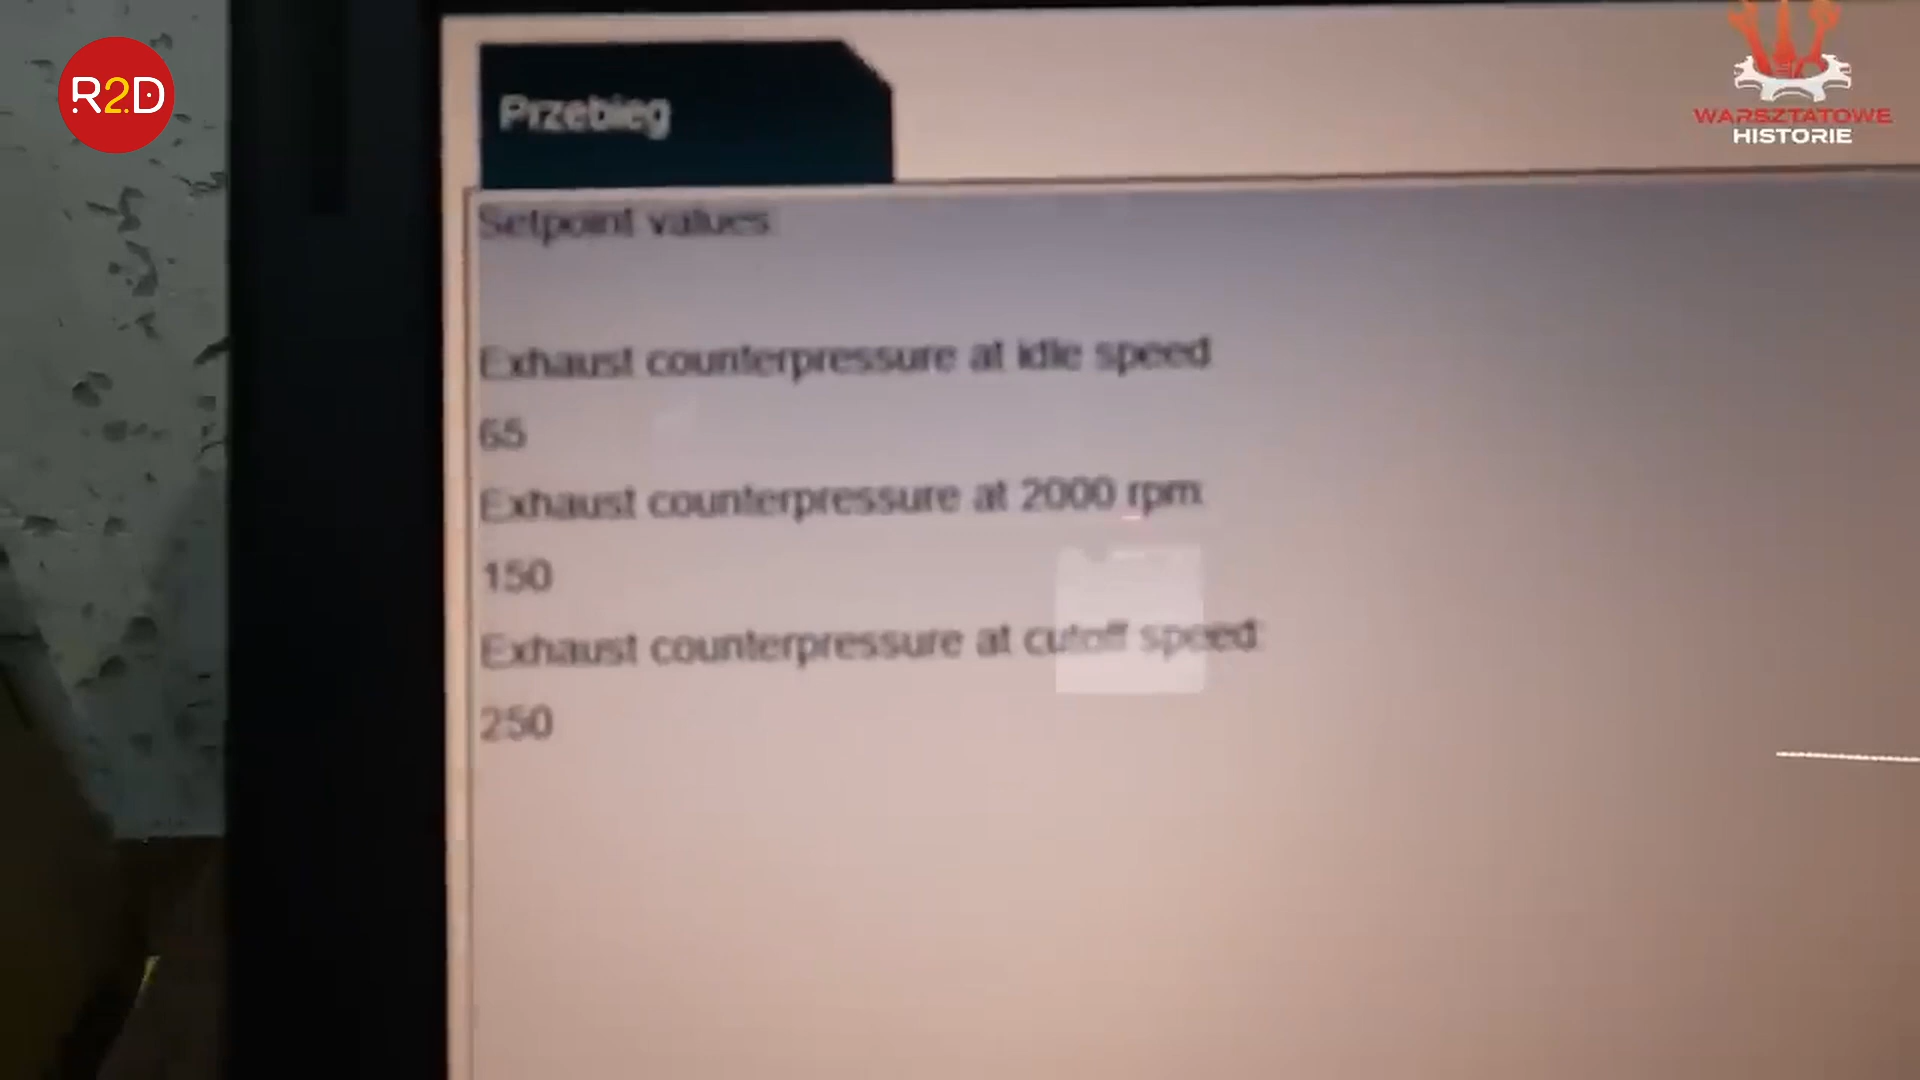 R2D
WARSZTATOWE
HISTORIE
Przebieg
Setpoint values
Exhaust counterpressure at idle speed
65
Exhaust counterpressure at 2000 rpm
150
Exhaust counterpressure at cutoff speed:
250